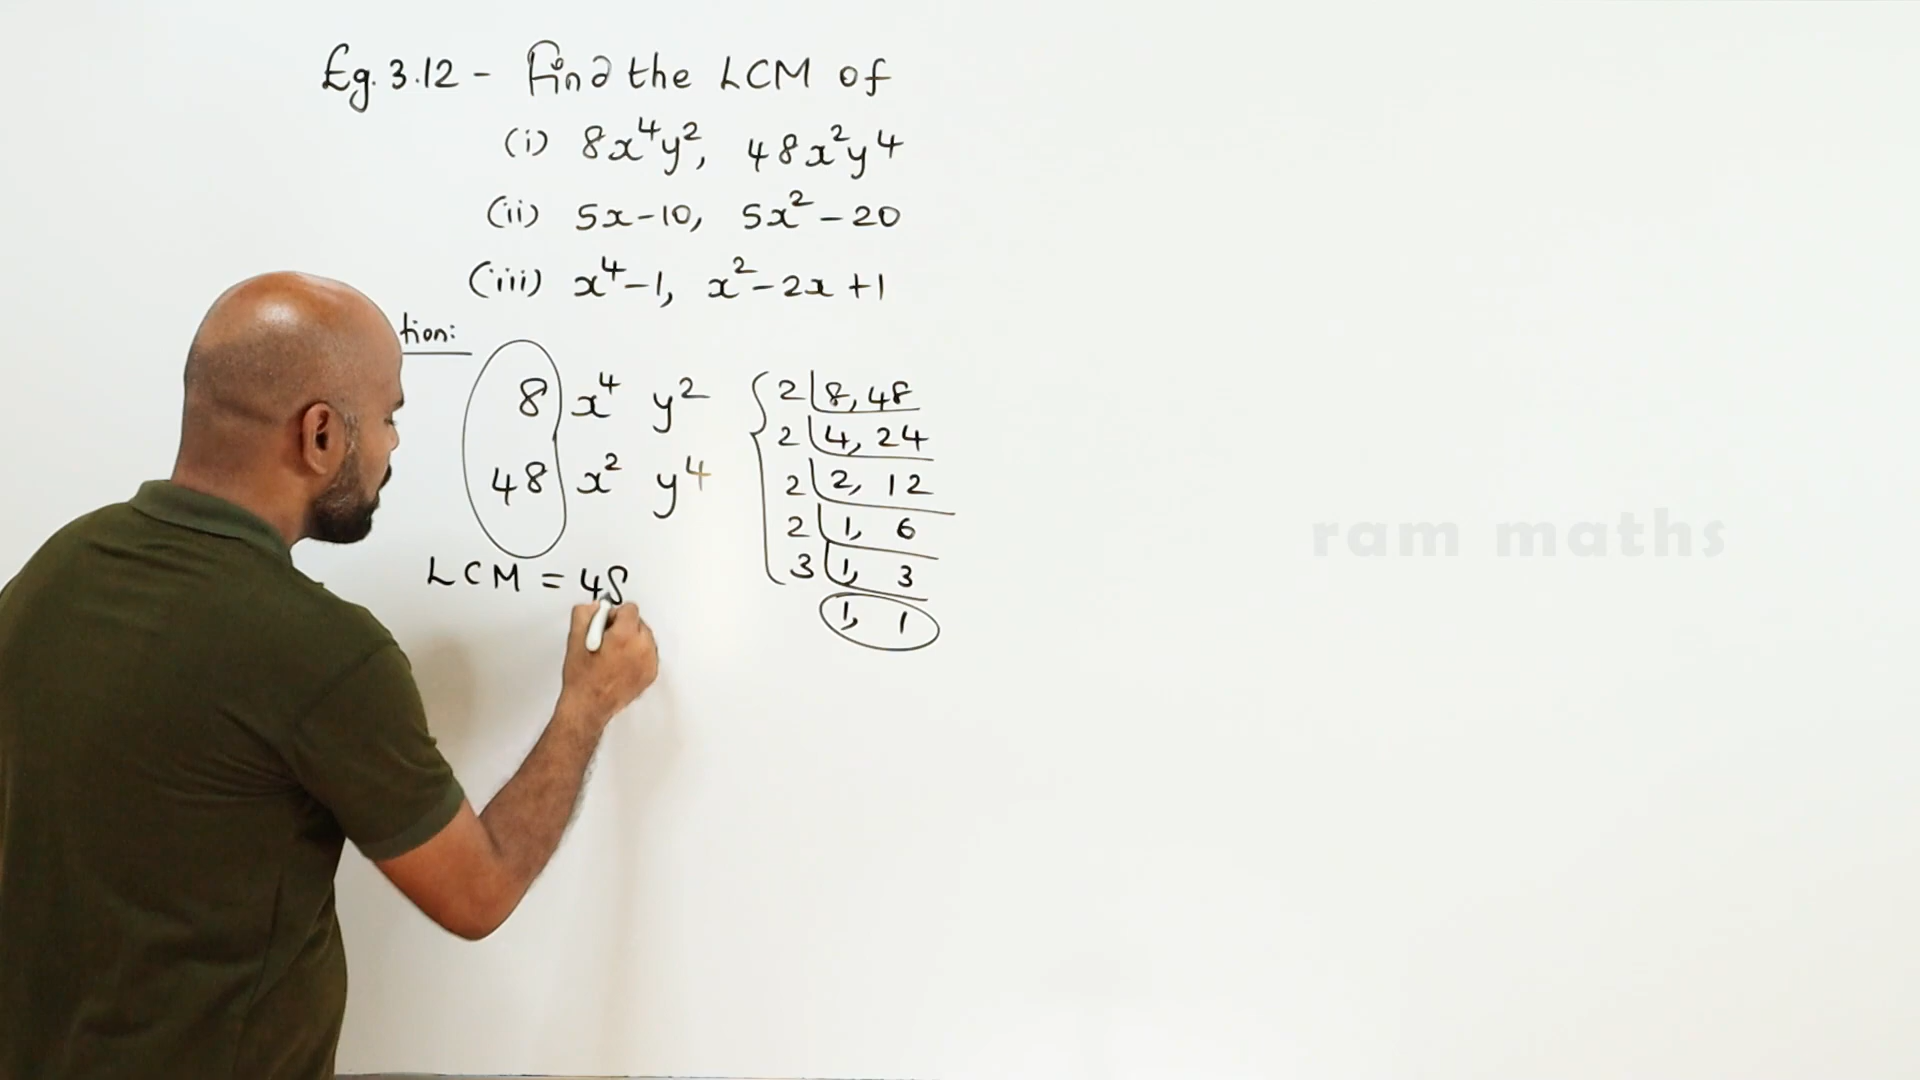 Eg. 3.12 - Find the LCM of
(i) 8x⁴y², 48x²y⁴
(ii) 5x-10, 5x²-20
(iii) x⁴-1, x²-2x+1
tion:
8 x⁴ y²
48 x² y⁴
LCM = 48
2 8, 48
2 4, 24
2 2, 12
2 1, 6
3 1, 3
1, 1
ram maths